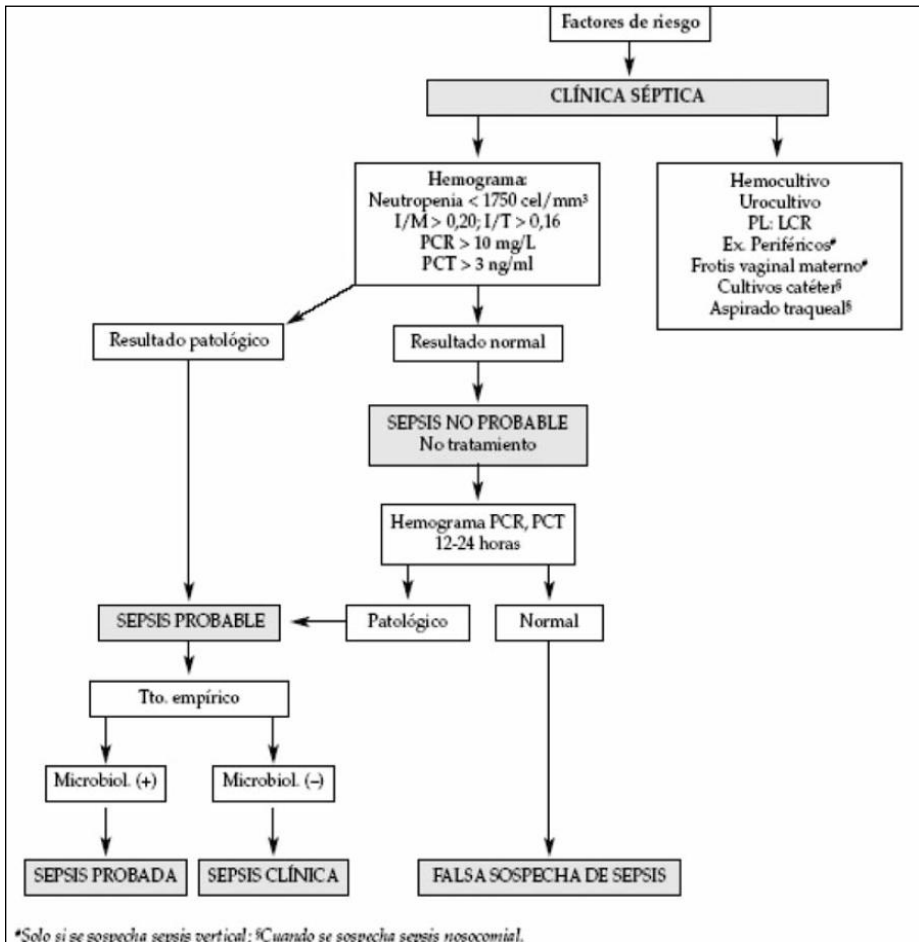 Factores de riesgo
CLÍNICA SÉPTICA
Hemograma:
Neutropenia < 1750 cel/mm³
I/M > 0,20; I/T > 0,16
PCR > 10 mg/L
PCT > 3 ng/ml
Hemocultivo
Urocultivo
PL: LCR
Ex. Periféricos#
Frotis vaginal materno#
Cultivos catéter§
Aspirado traqueal§
Resultado patológico
Resultado normal
SEPSIS NO PROBABLE
No tratamiento
Hemograma PCR, PCT
12-24 horas
SEPSIS PROBABLE
Patológico
Normal
Tto. empírico
Microbiol. (+)
Microbiol. (–)
SEPSIS PROBADA
SEPSIS CLÍNICA
FALSA SOSPECHA DE SEPSIS
#Solo si se sospecha sepsis vertical; §Cuando se sospecha sepsis nosocomial.